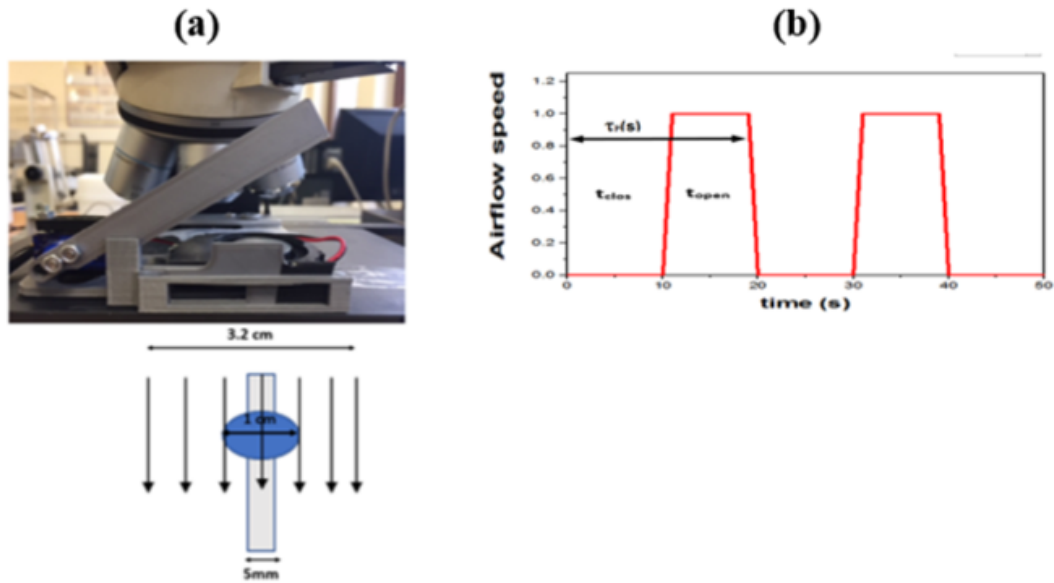 (a)
(b)
3.2 cm
1 cm
5mm
Airflow speed
1.2
1.0
0.8
0.6
0.4
0.2
0.0
τr(s)
τclos
τopen
0 10 20 30 40 50
time (s)